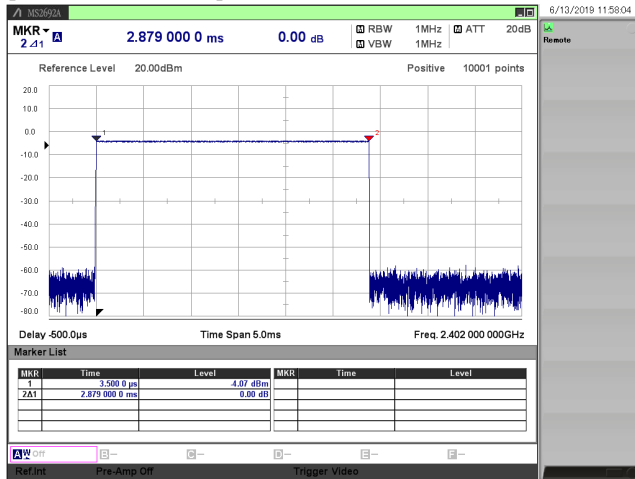 6/13/2019 11:58:04
MS2692A
MKR
2 Δ1 A 2.879 000 0 ms 0.00 dB
M RBW 1MHz M ATT 20dB
M VBW 1MHz
Remote
Reference Level 20.00dBm Positive 10001 points
20.0
10.0
0.0
1 2
-10.0
-20.0
-30.0
-40.0
-50.0
-60.0
-70.0
-80.0
Delay -500.0µs Time Span 5.0ms Freq. 2.402 000 000GHz
Marker List
MKR Time Level MKR Time Level
1 3.500 0 µs -4.07 dBm
2Δ1 2.879 000 0 ms 0.00 dB
A W Off B— C— D— E— F—
Ref.Int Pre-Amp Off Trigger Video